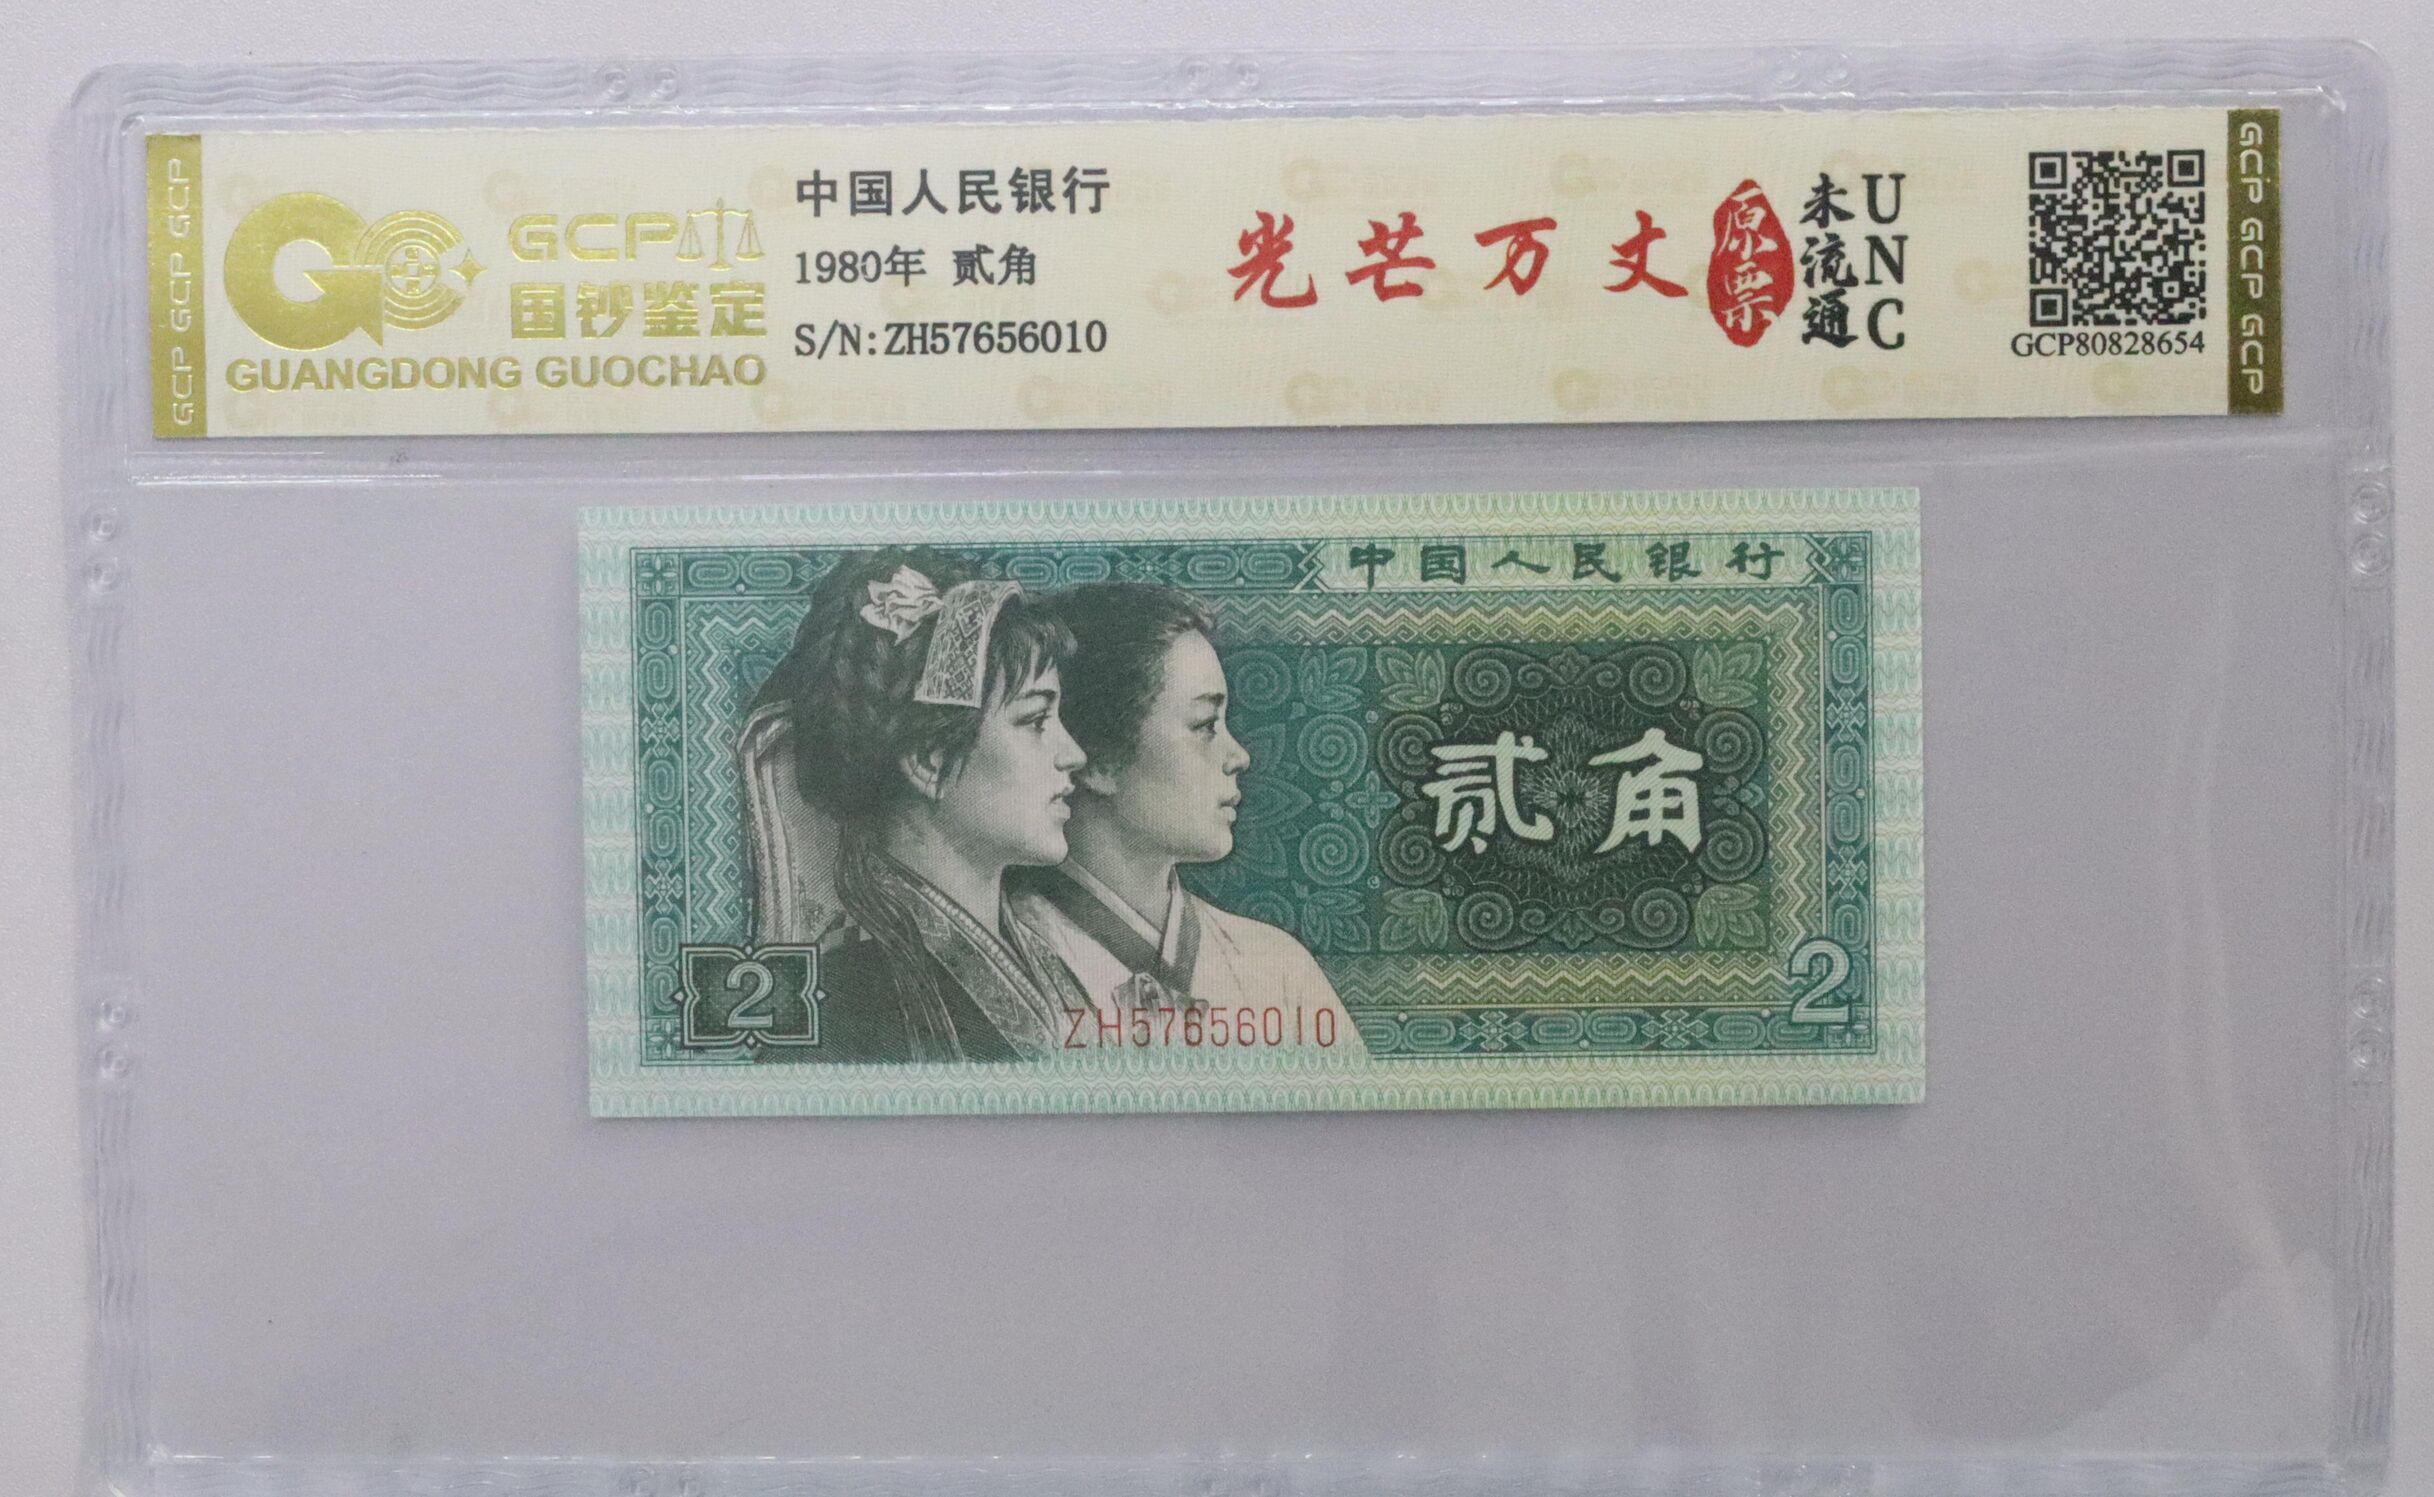 GCP GCP GCP
GCP
国钞鉴定
GUANGDONG GUOCHAO
中国人民银行
1980年 贰角
S/N:ZH57656010
光芒万丈
原票
未流通
UNC
GCP80828654
GCP GCP GCP
中国人民银行
贰角
2
2
ZH57656010